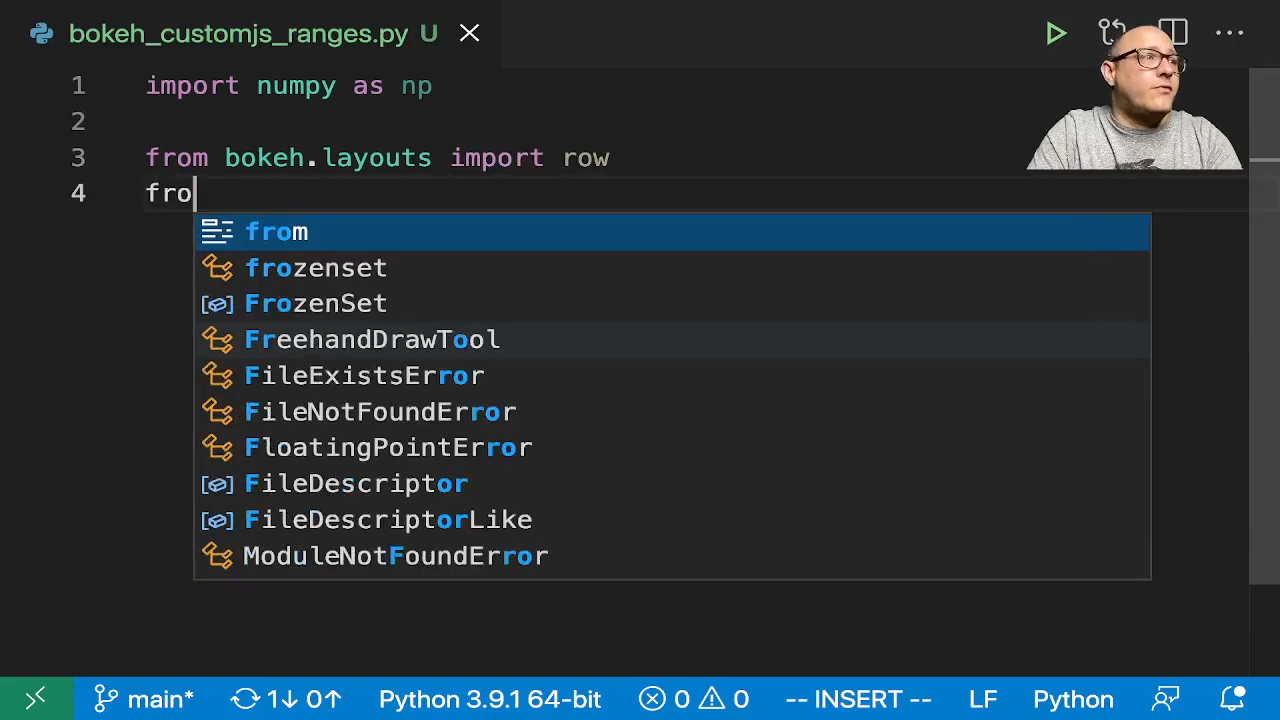 bokeh_customjs_ranges.py U
1 import numpy as np
2
3 from bokeh.layouts import row
4 fro
from
frozenset
FrozenSet
FreehandDrawTool
FileExistsError
FileNotFoundError
FloatingPointError
FileDescriptor
FileDescriptorLike
ModuleNotFoundError
main* 1↓ 0↑ Python 3.9.1 64-bit 0 0 -- INSERT -- LF Python